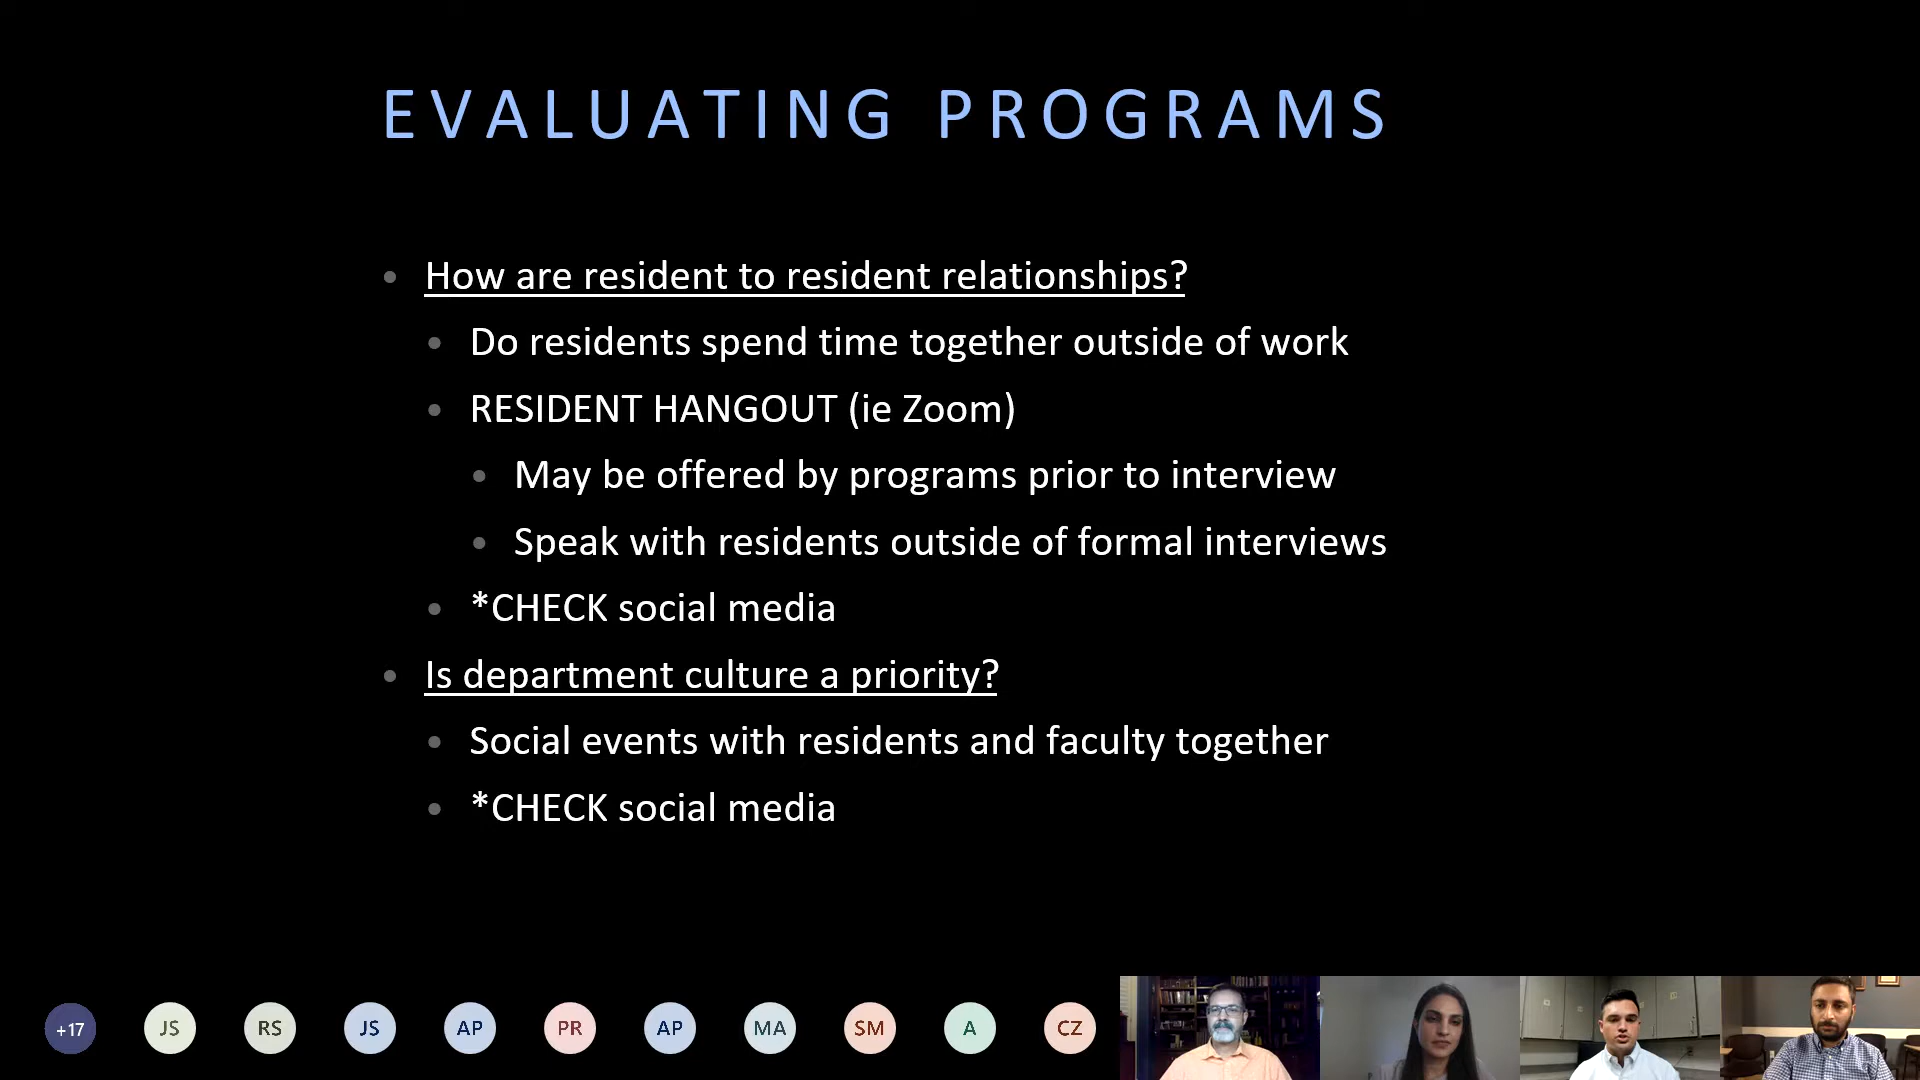 EVALUATING PROGRAMS
How are resident to resident relationships?
Do residents spend time together outside of work
RESIDENT HANGOUT (ie Zoom)
May be offered by programs prior to interview
Speak with residents outside of formal interviews
*CHECK social media
Is department culture a priority?
Social events with residents and faculty together
*CHECK social media
+17 JS RS JS AP PR AP MA SM A CZ